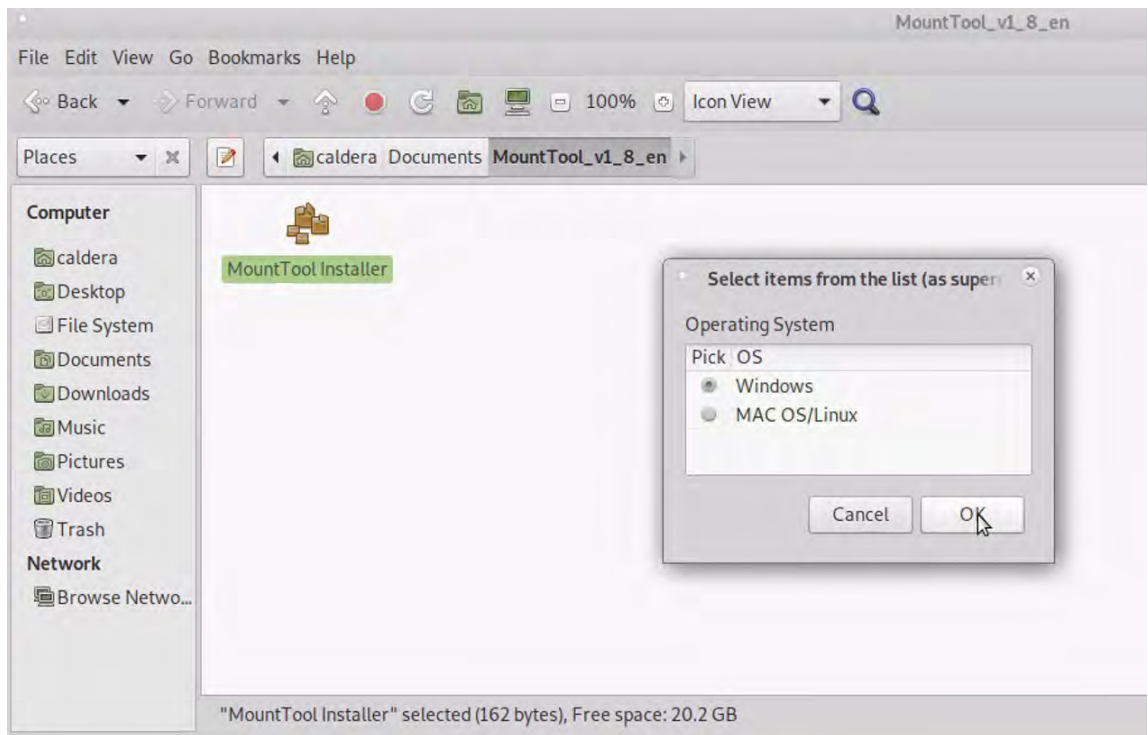 MountTool_v1_8_en
File Edit View Go Bookmarks Help
Back Forward 100% Icon View
Places caldera Documents MountTool_v1_8_en
Computer
caldera
Desktop
File System
Documents
Downloads
Music
Pictures
Videos
Trash
Network
Browse Netwo...
MountTool Installer
Select items from the list (as super
Operating System
Pick OS
Windows
MAC OS/Linux
Cancel OK
"MountTool Installer" selected (162 bytes), Free space: 20.2 GB